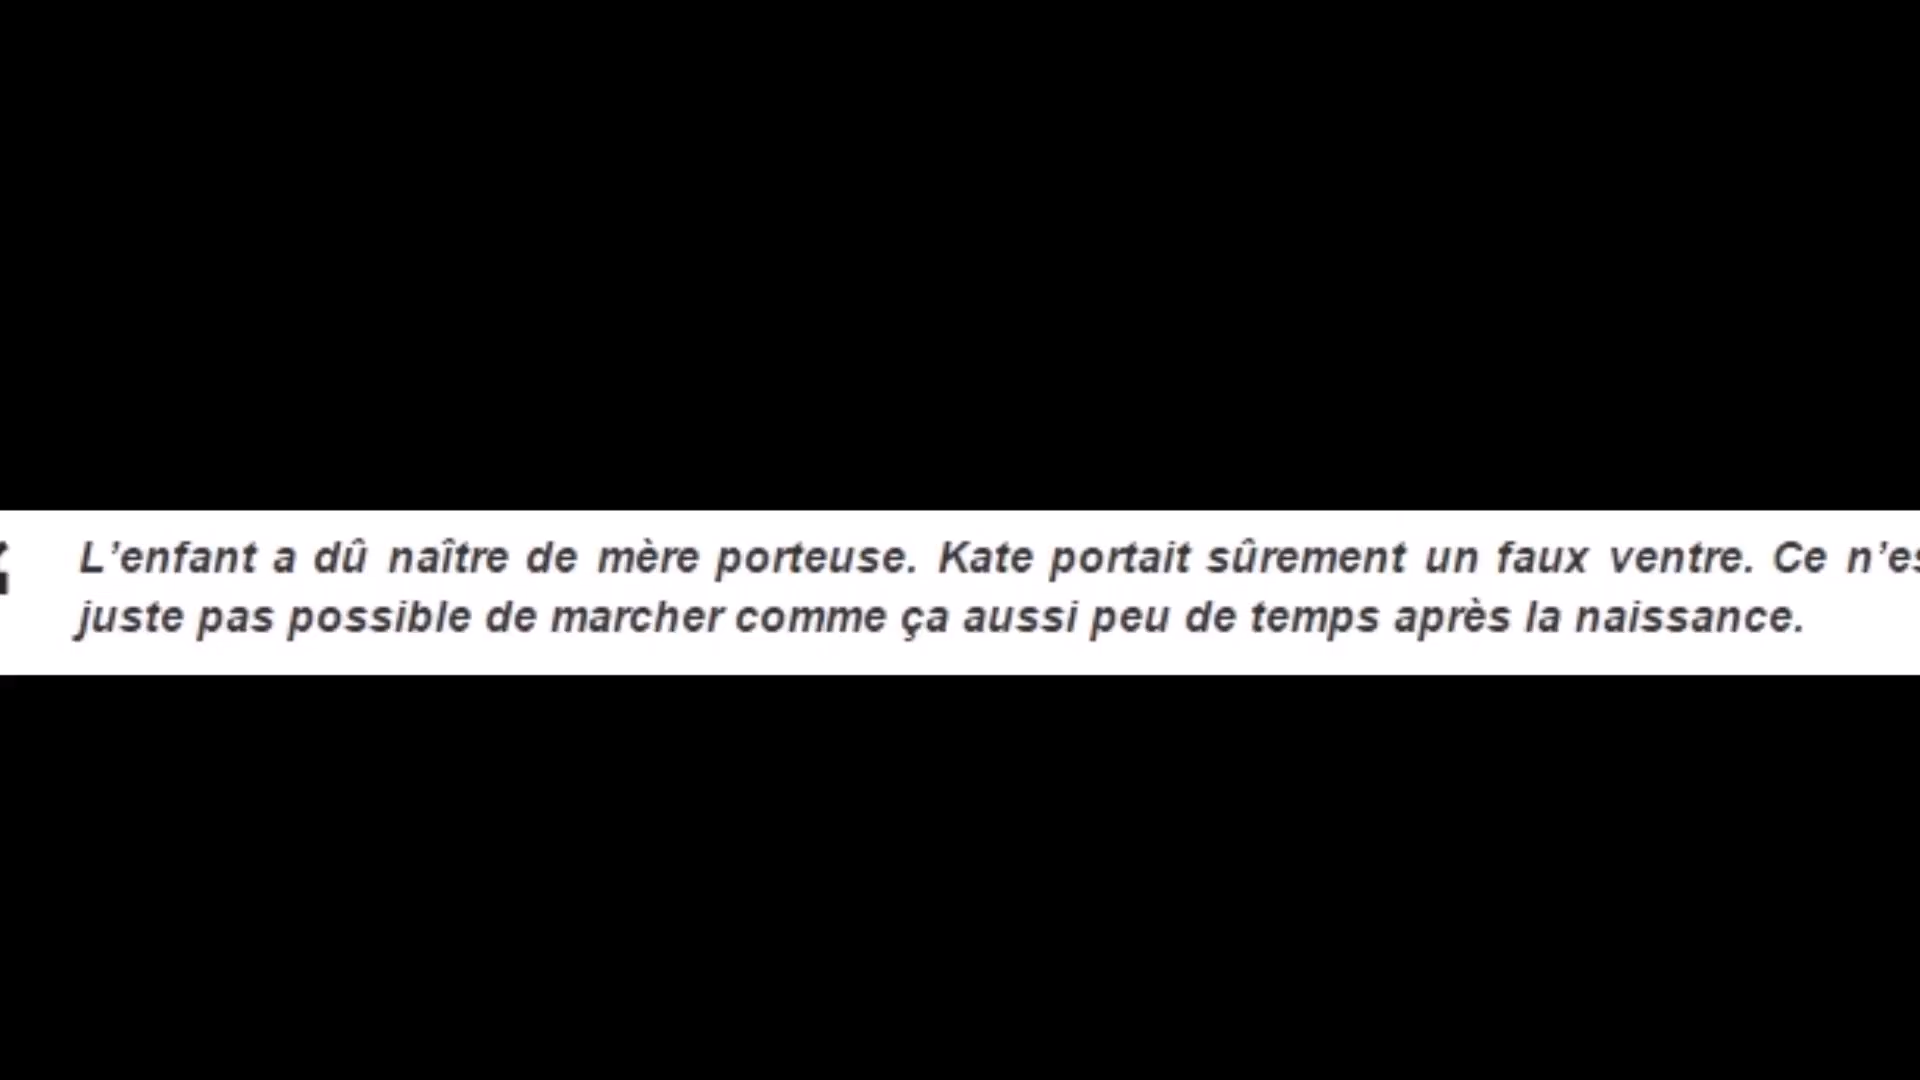 L’enfant a dû naître de mère porteuse. Kate portait sûrement un faux ventre. Ce n’es
juste pas possible de marcher comme ça aussi peu de temps après la naissance.